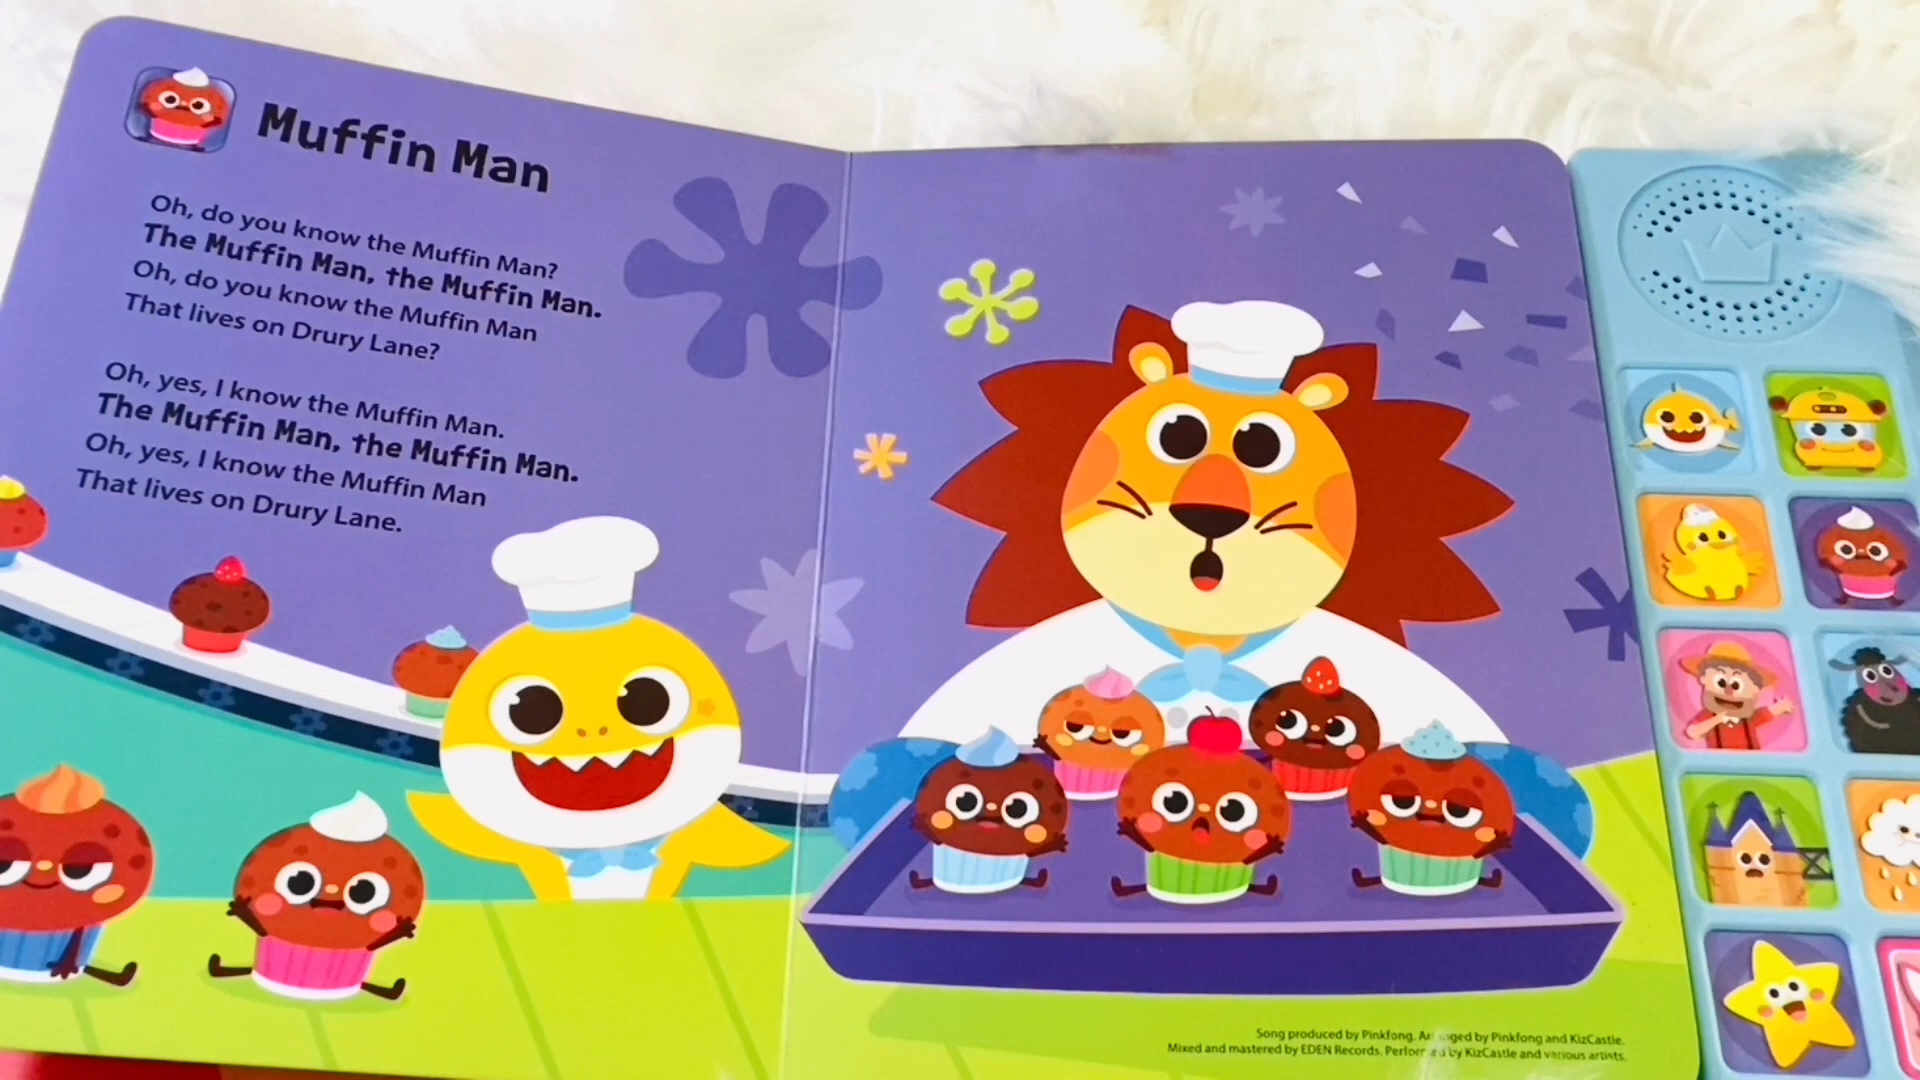 Muffin Man
Oh, do you know the Muffin Man?
The Muffin Man, the Muffin Man.
Oh, do you know the Muffin Man
That lives on Drury Lane?
Oh, yes, I know the Muffin Man.
The Muffin Man, the Muffin Man.
Oh, yes, I know the Muffin Man
That lives on Drury Lane.
Song produced by Pinkfong. Arranged by Pinkfong and KizCastle.
Mixed and mastered by EDEN Records. Performed by KizCastle and various artists.